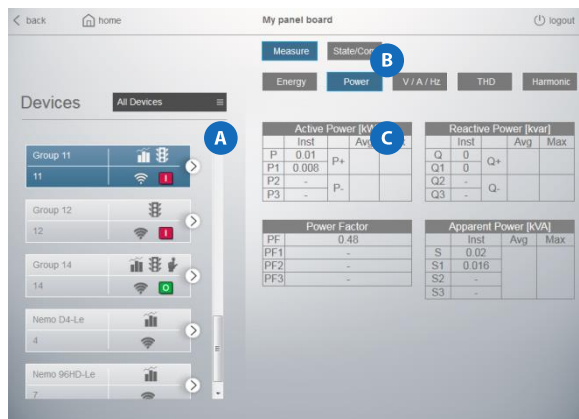 back home My panel board logout
Measure State/Con
B
Energy Power V / A / Hz THD Harmonic
Devices All Devices
A C
Active Power [kW Reactive Power [kvar]
Inst Avg Inst Avg Max
P 0.01 P+ Q 0 Q+
P1 0.008 Q1 0
P2 - P- Q2 - Q-
P3 - Q3 -
Group 11
11 I
Group 12
12 I
Group 14
14 O
Nemo D4-Le
4
Nemo 96HD-Le
7
Power Factor Apparent Power [kVA]
PF 0.48 Inst Avg Max
PF1 - S 0.02
PF2 - S1 0.016
PF3 - S2 -
S3 -